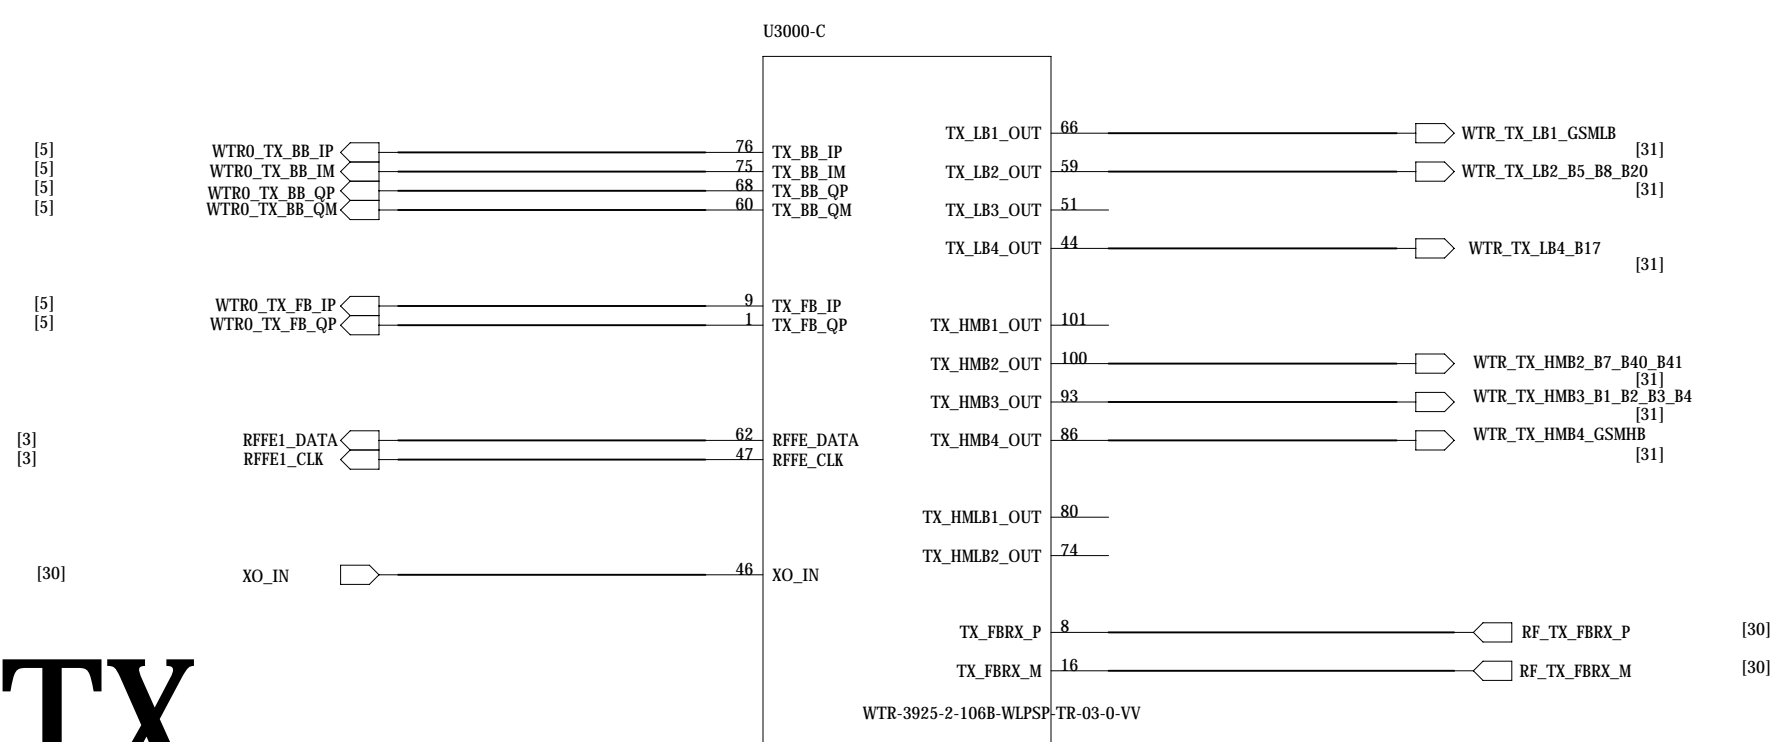 U3000-C
TX_LB1_OUT 66 WTR_TX_LB1_GSMLB
[31]
[5] WTR0_TX_BB_IP 76 TX_BB_IP
[5] WTR0_TX_BB_IM 75 TX_BB_IM TX_LB2_OUT 59 WTR_TX_LB2_B5_B8_B20
[31]
[5] WTR0_TX_BB_QP 68 TX_BB_QP
[5] WTR0_TX_BB_QM 60 TX_BB_QM TX_LB3_OUT 51
TX_LB4_OUT 44 WTR_TX_LB4_B17
[31]
[5] WTR0_TX_FB_IP 9 TX_FB_IP
[5] WTR0_TX_FB_QP 1 TX_FB_QP TX_HMB1_OUT 101
TX_HMB2_OUT 100 WTR_TX_HMB2_B7_B40_B41
[31]
TX_HMB3_OUT 93 WTR_TX_HMB3_B1_B2_B3_B4
[31]
[3] RFFE1_DATA 62 RFFE_DATA TX_HMB4_OUT 86 WTR_TX_HMB4_GSMHB
[31]
[3] RFFE1_CLK 47 RFFE_CLK
TX_HMLB1_OUT 80
TX_HMLB2_OUT 74
[30] XO_IN 46 XO_IN
TX_FBRX_P 8 RF_TX_FBRX_P [30]
TX_FBRX_M 16 RF_TX_FBRX_M [30]
WTR-3925-2-106B-WLPSP-TR-03-0-VV
TX